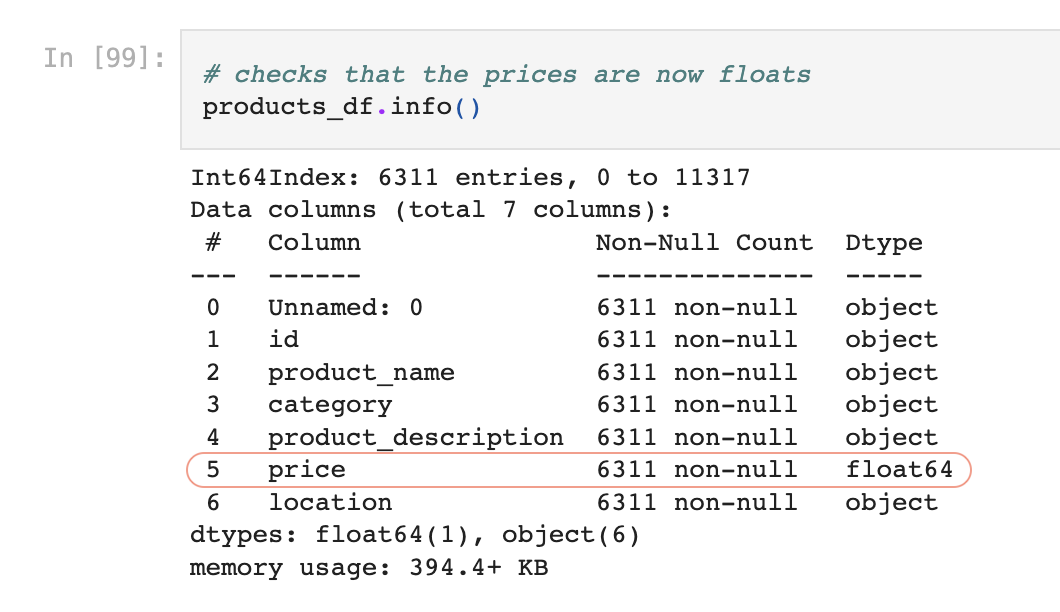 In [99]:
# checks that the prices are now floats
products_df.info()
Int64Index: 6311 entries, 0 to 11317
Data columns (total 7 columns):
#   Column   Non-Null Count   Dtype
---   ------   --------------   -----
0   Unnamed: 0   6311 non-null   object
1   id   6311 non-null   object
2   product_name   6311 non-null   object
3   category   6311 non-null   object
4   product_description   6311 non-null   object
5   price   6311 non-null   float64
6   location   6311 non-null   object
dtypes: float64(1), object(6)
memory usage: 394.4+ KB